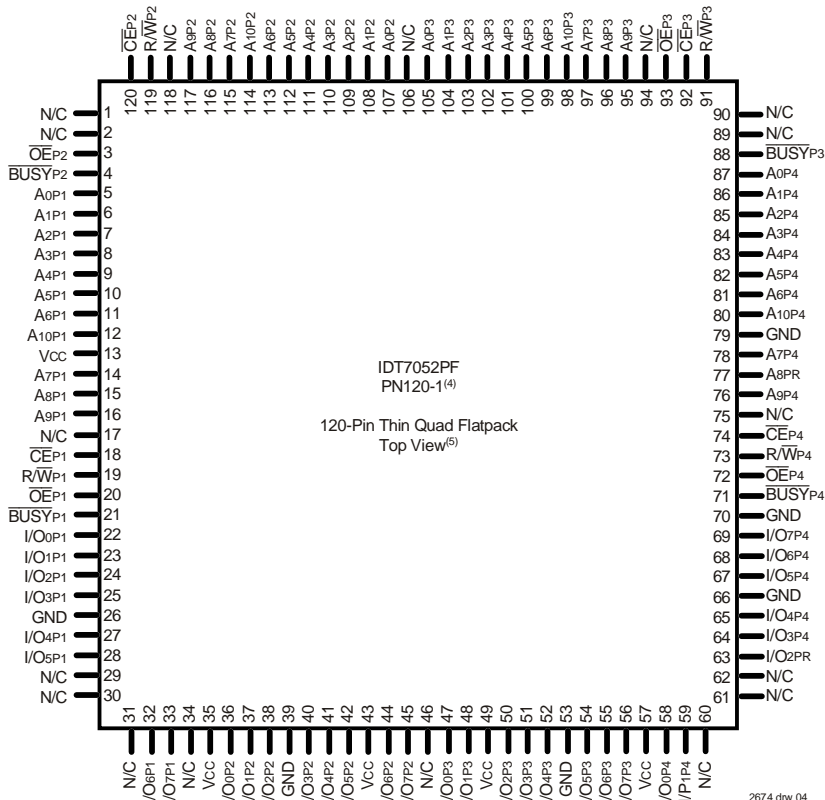 CEP2 120
R/WP2 119
N/C 118
A9P2 117
A8P2 116
A7P2 115
A10P2 114
A6P2 113
A5P2 112
A4P2 111
A3P2 110
A2P2 109
A1P2 108
A0P2 107
N/C 106
A0P3 105
A1P3 104
A2P3 103
A3P3 102
A4P3 101
A5P3 100
A6P3 99
A10P3 98
A7P3 97
A8P3 96
A9P3 95
N/C 94
OEP3 93
CEP3 92
R/WP3 91
N/C 1
N/C 2
OEP2 3
BUSYP2 4
A0P1 5
A1P1 6
A2P1 7
A3P1 8
A4P1 9
A5P1 10
A6P1 11
A10P1 12
VCC 13
A7P1 14
A8P1 15
A9P1 16
N/C 17
CEP1 18
R/WP1 19
OEP1 20
BUSYP1 21
I/O0P1 22
I/O1P1 23
I/O2P1 24
I/O3P1 25
GND 26
I/O4P1 27
I/O5P1 28
N/C 29
N/C 30
IDT7052PF
PN120-1(4)
120-Pin Thin Quad Flatpack
Top View(5)
90 N/C
89 N/C
88 BUSYP3
87 A0P4
86 A1P4
85 A2P4
84 A3P4
83 A4P4
82 A5P4
81 A6P4
80 A10P4
79 GND
78 A7P4
77 A8PR
76 A9P4
75 N/C
74 CEP4
73 R/WP4
72 OEP4
71 BUSYP4
70 GND
69 I/O7P4
68 I/O6P4
67 I/O5P4
66 GND
65 I/O4P4
64 I/O3P4
63 I/O2PR
62 N/C
61 N/C
31 N/C
32 /O6P1
33 /O7P1
34 N/C
35 VCC
36 /O0P2
37 /O1P2
38 /O2P2
39 GND
40 /O3P2
41 /O4P2
42 /O5P2
43 VCC
44 /O6P2
45 /O7P2
46 N/C
47 /O0P3
48 /O1P3
49 VCC
50 /O2P3
51 /O3P3
52 /O4P3
53 GND
54 /O5P3
55 /O6P3
56 /O7P3
57 VCC
58 /O0P4
59 /P1P4
60 N/C
2674 drw 04